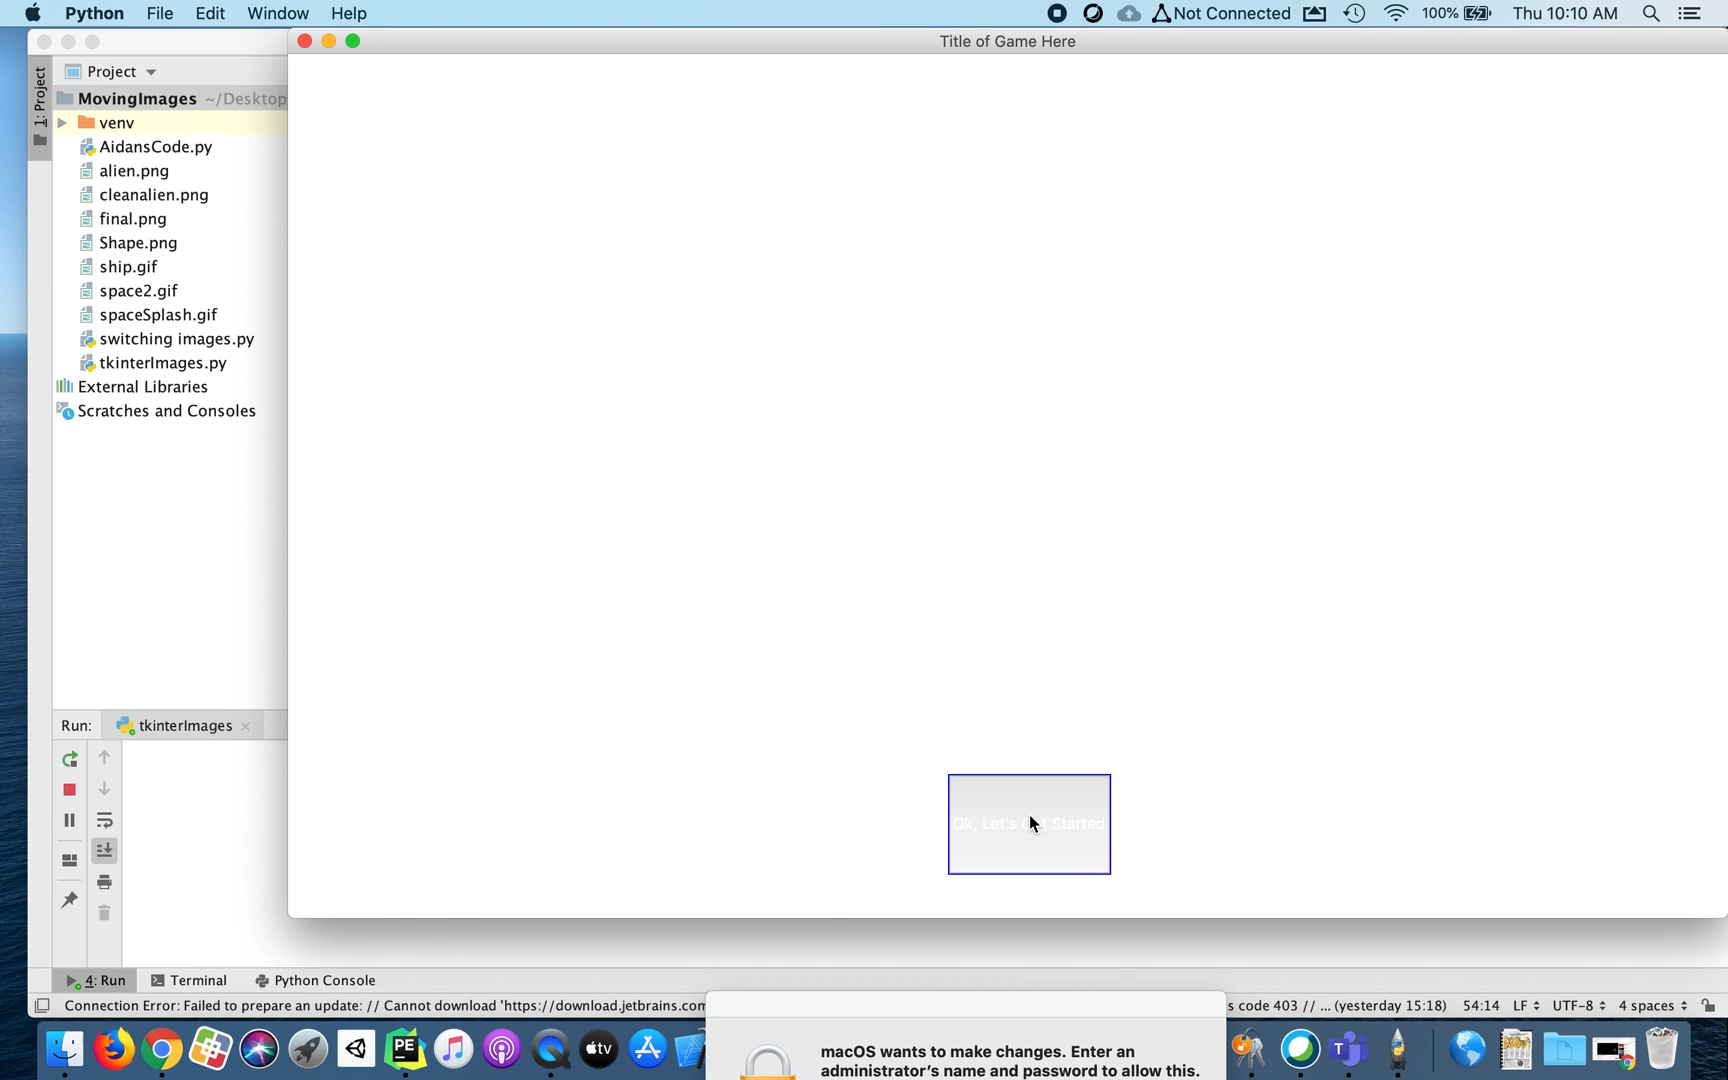 Python File Edit Window Help Not Connected 100% Thu 10:10 AM
Title of Game Here
1: Project
Project
MovingImages ~/Desktop
venv
AidansCode.py
alien.png
cleanalien.png
final.png
Shape.png
ship.gif
space2.gif
spaceSplash.gif
switching images.py
tkinterImages.py
External Libraries
Scratches and Consoles
Run: tkinterImages
Ok, Let's Started
4: Run Terminal Python Console
Connection Error: Failed to prepare an update: // Cannot download 'https://download.jetbrains.com
s code 403 // ... (yesterday 15:18) 54:14 LF UTF-8 4 spaces
PE
tv
T
macOS wants to make changes. Enter an
administrator's name and password to allow this.